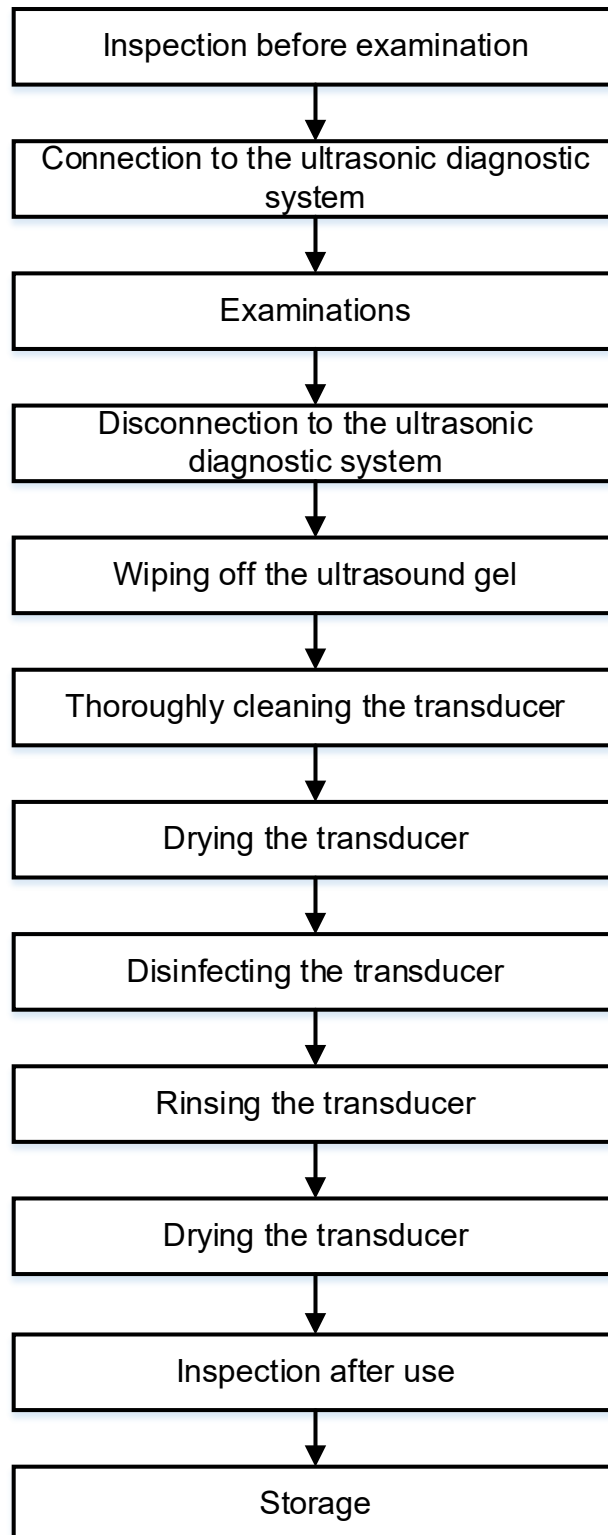 Inspection before examination
Connection to the ultrasonic diagnostic
system
Examinations
Disconnection to the ultrasonic
diagnostic system
Wiping off the ultrasound gel
Thoroughly cleaning the transducer
Drying the transducer
Disinfecting the transducer
Rinsing the transducer
Drying the transducer
Inspection after use
Storage